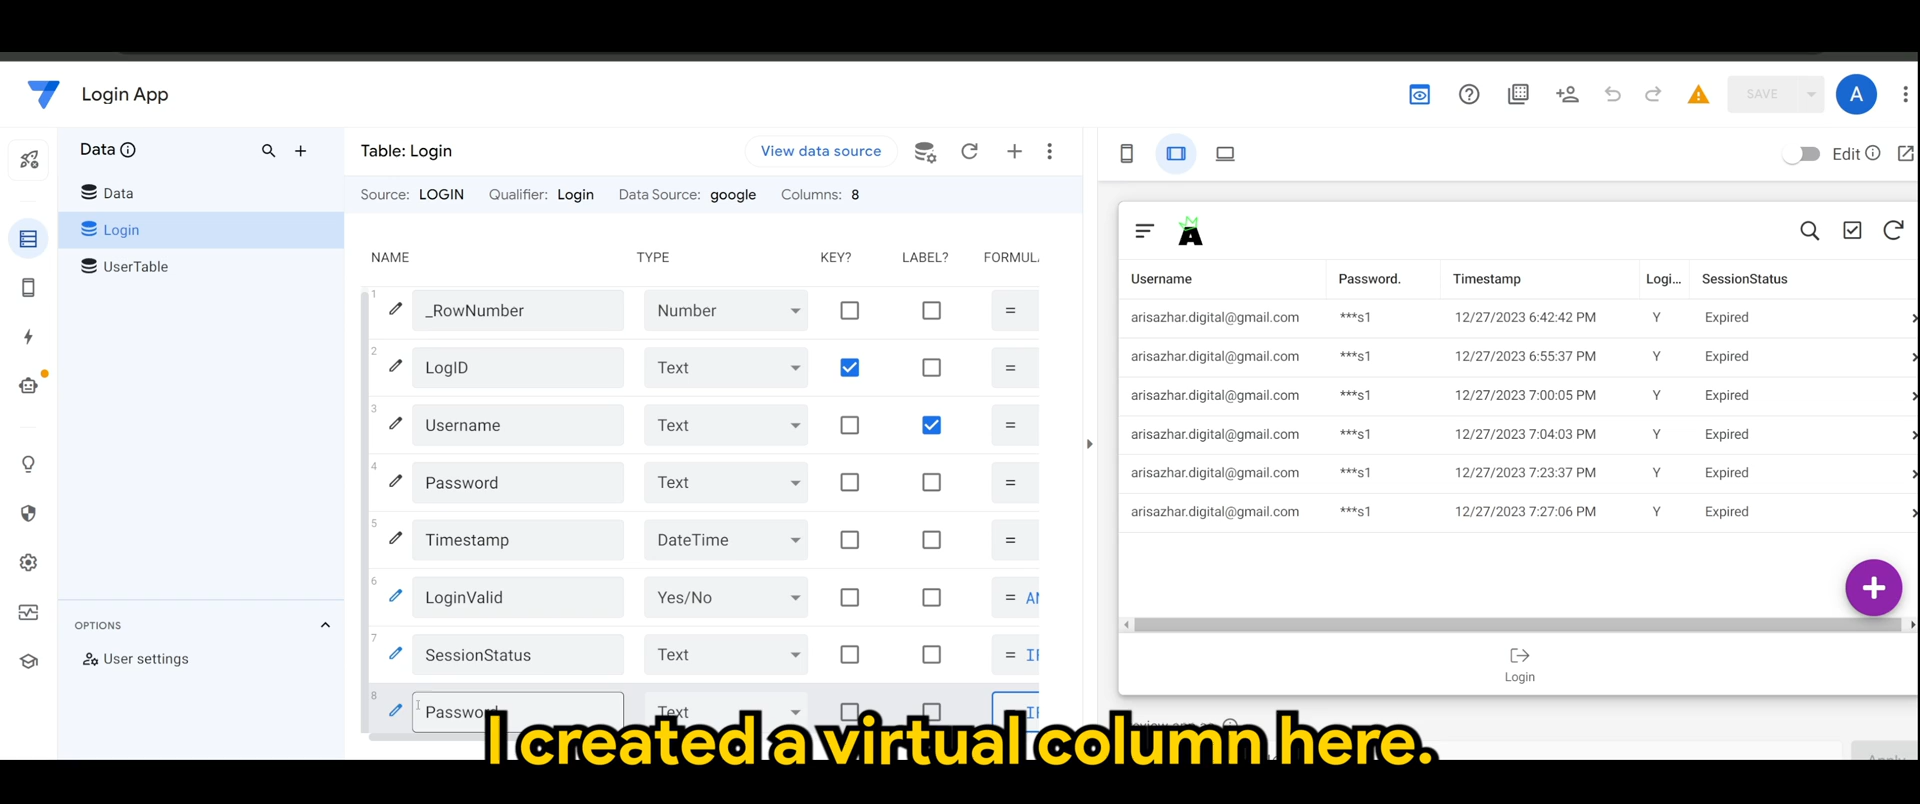 Login App
SAVE
A
Data
Data
Login
UserTable
OPTIONS
User settings
Table: Login
View data source
Source: LOGIN Qualifier: Login Data Source: google Columns: 8
NAME TYPE KEY? LABEL? FORMULA
1 _RowNumber Number =
2 LogID Text =
3 Username Text =
4 Password Text =
5 Timestamp DateTime =
6 LoginValid Yes/No = AN
7 SessionStatus Text = IF
8 Password Text IF
Edit
A
Username Password. Timestamp Logi... SessionStatus
arisazhar.digital@gmail.com ***s1 12/27/2023 6:42:42 PM Y Expired
arisazhar.digital@gmail.com ***s1 12/27/2023 6:55:37 PM Y Expired
arisazhar.digital@gmail.com ***s1 12/27/2023 7:00:05 PM Y Expired
arisazhar.digital@gmail.com ***s1 12/27/2023 7:04:03 PM Y Expired
arisazhar.digital@gmail.com ***s1 12/27/2023 7:23:37 PM Y Expired
arisazhar.digital@gmail.com ***s1 12/27/2023 7:27:06 PM Y Expired
Login
I created a virtual column here.